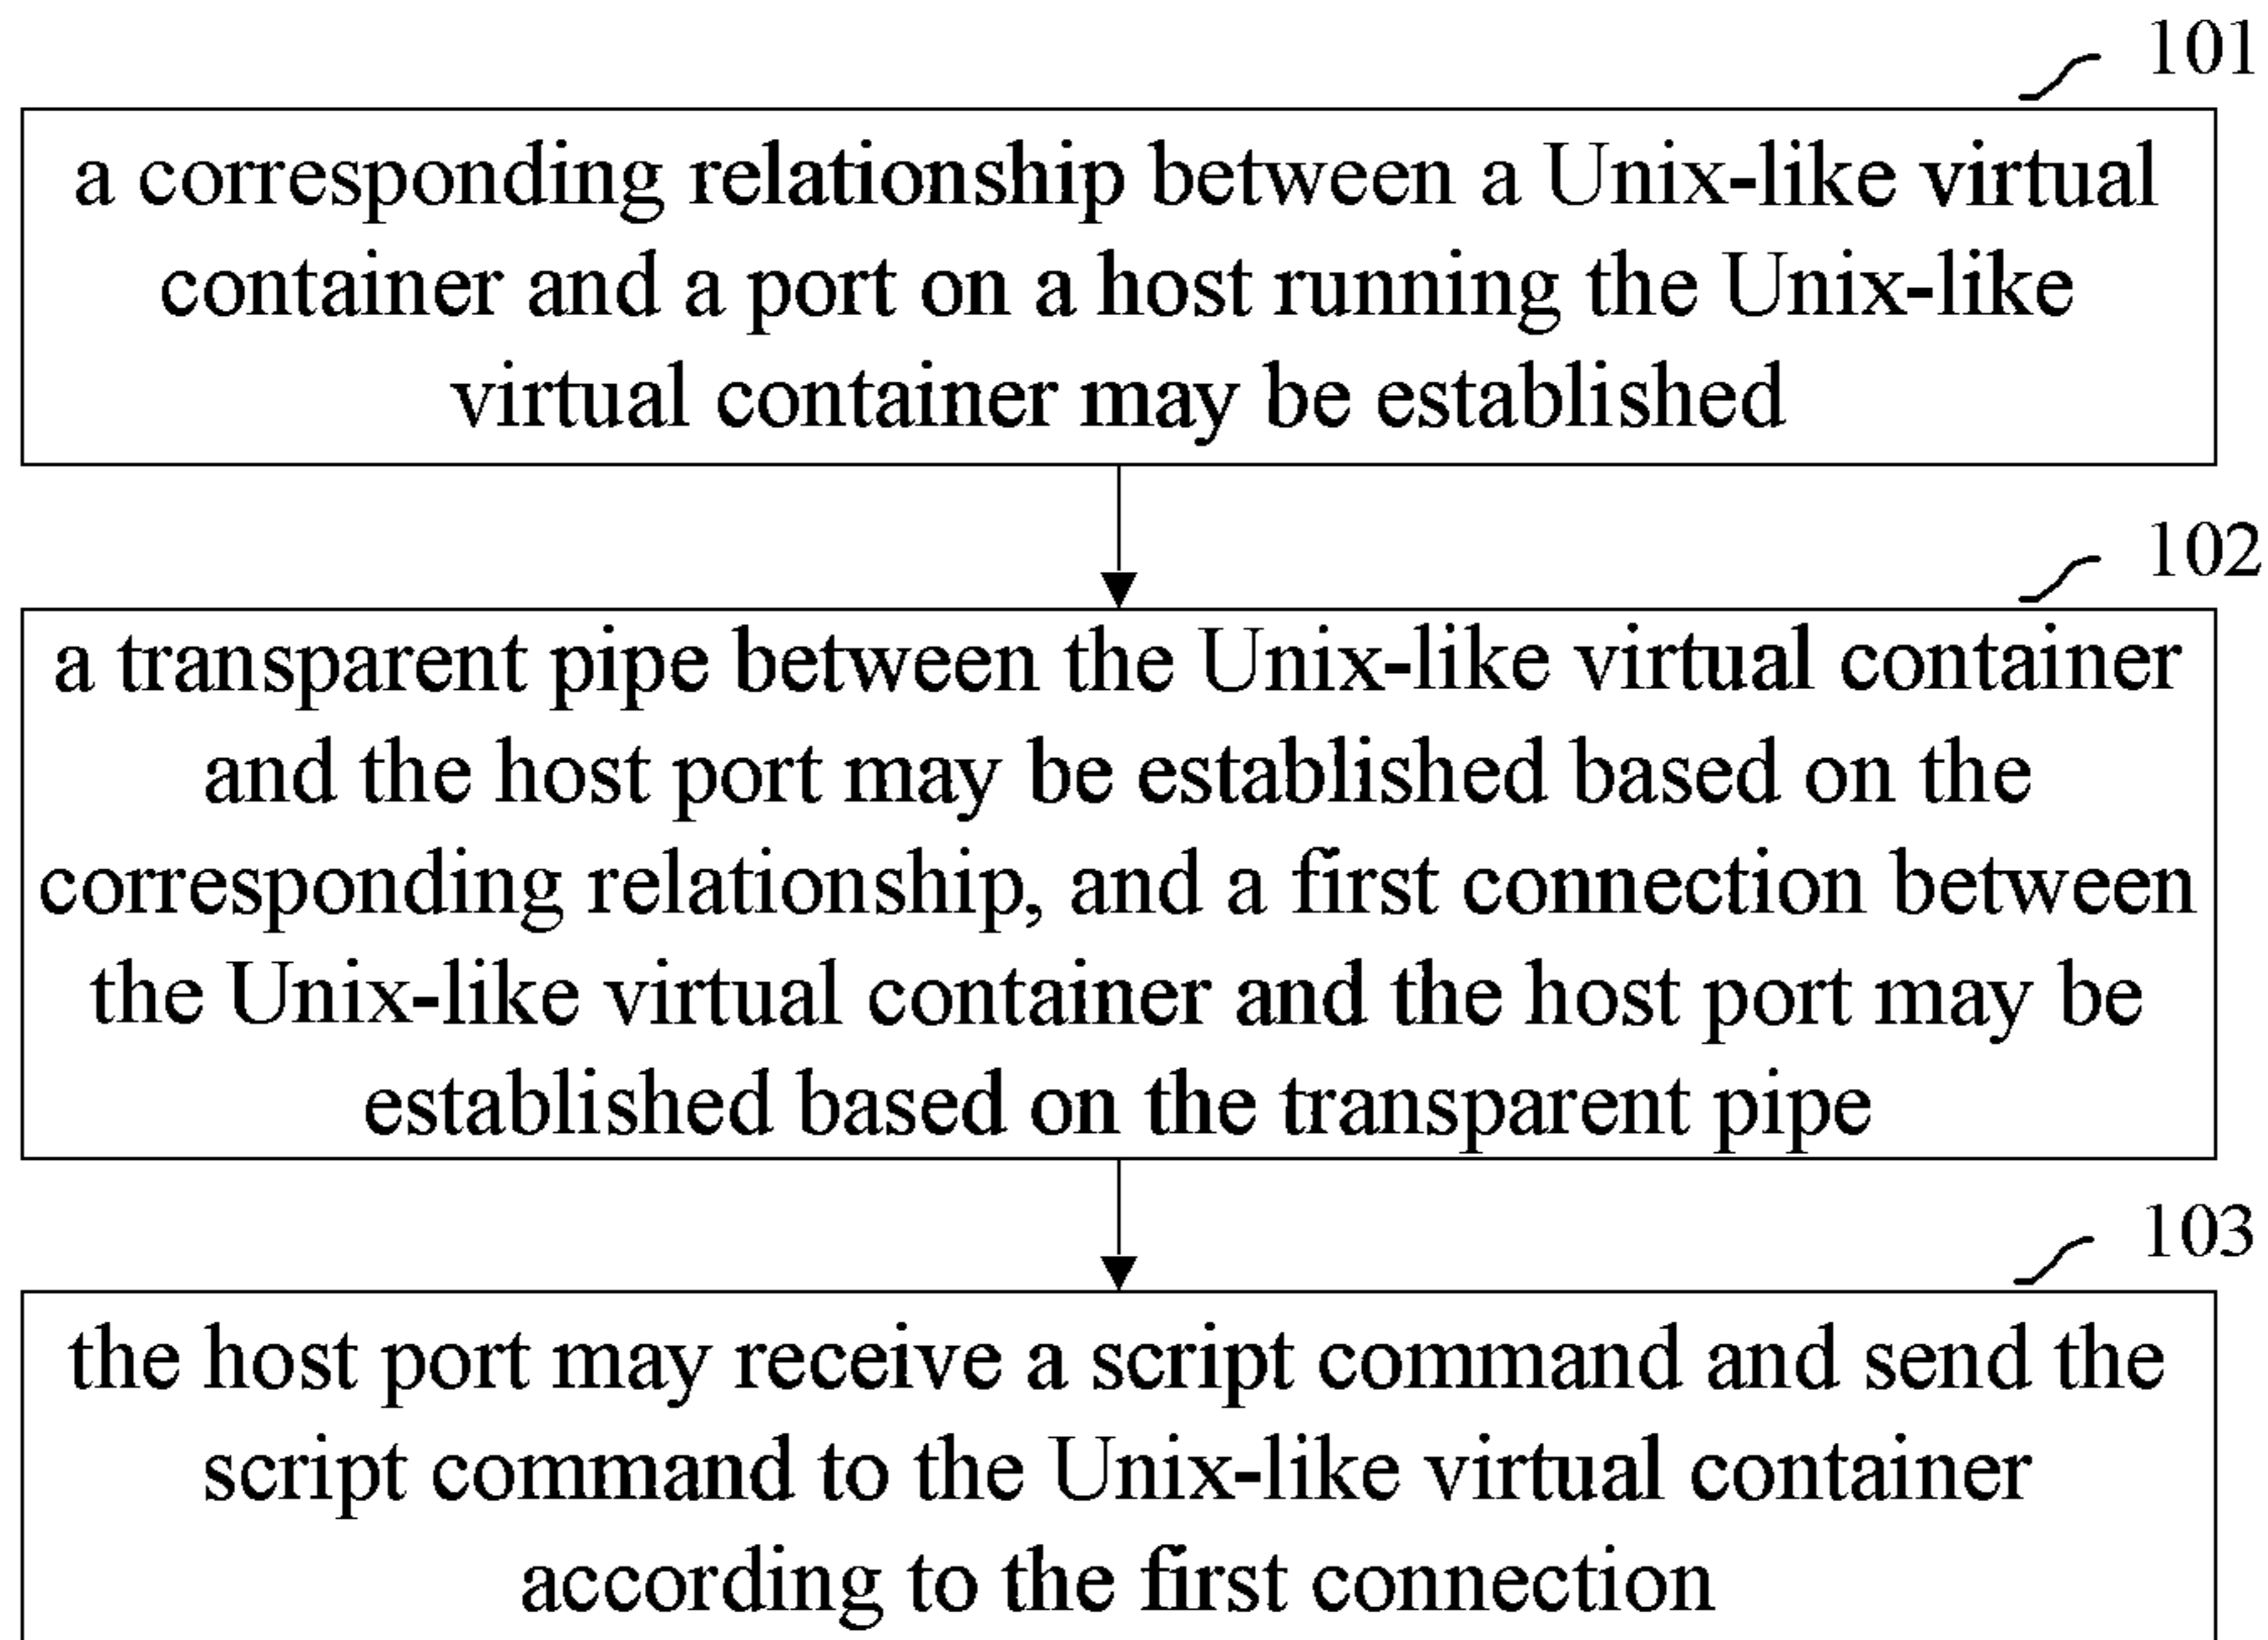 101
a corresponding relationship between a Unix-like virtual
container and a port on a host running the Unix-like
virtual container may be established
102
a transparent pipe between the Unix-like virtual container
and the host port may be established based on the
corresponding relationship, and a first connection between
the Unix-like virtual container and the host port may be
established based on the transparent pipe
103
the host port may receive a script command and send the
script command to the Unix-like virtual container
according to the first connection